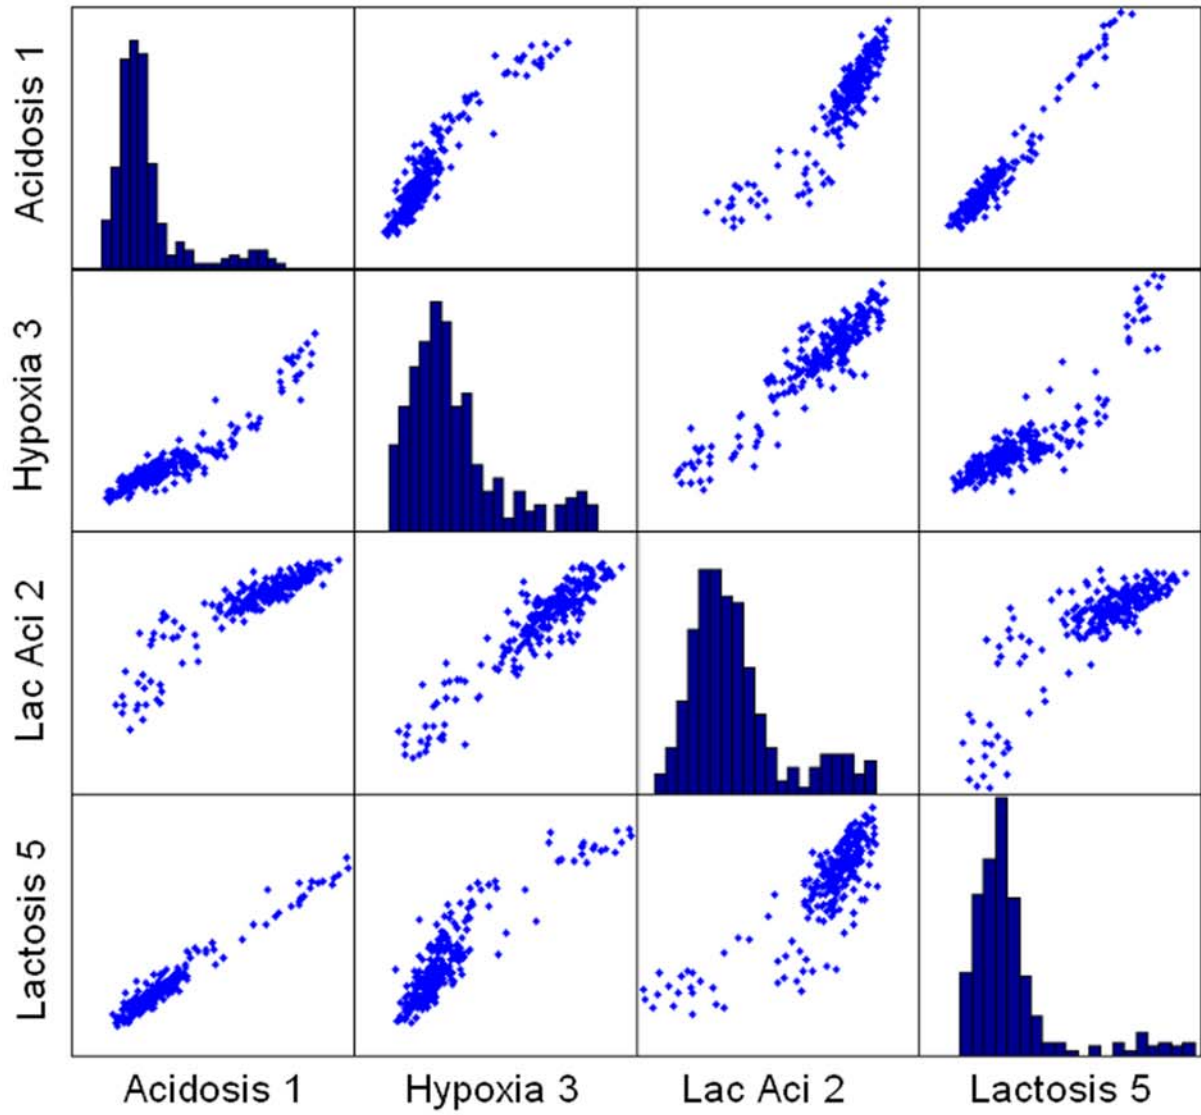 Acidosis 1
Hypoxia 3
Lac Aci 2
Lactosis 5
Acidosis 1 Hypoxia 3 Lac Aci 2 Lactosis 5